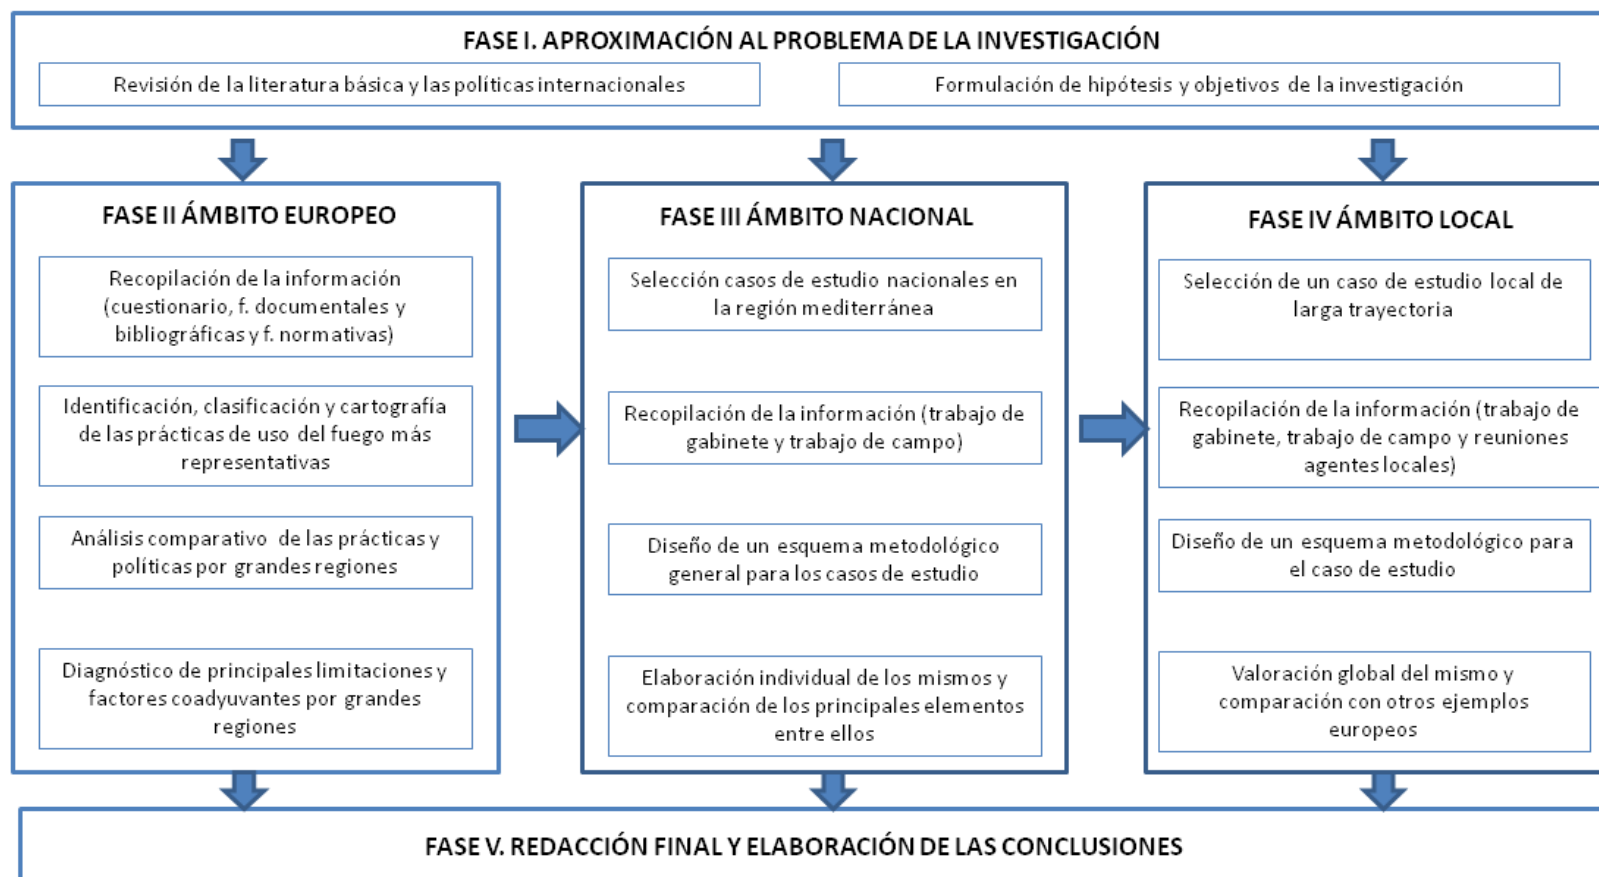 FASE I. APROXIMACIÓN AL PROBLEMA DE LA INVESTIGACIÓN
Revisión de la literatura básica y las políticas internacionales
Formulación de hipótesis y objetivos de la investigación
FASE II ÁMBITO EUROPEO
Recopilación de la información
(cuestionario, f. documentales y
bibliográficas y f. normativas)
Identificación, clasificación y cartografía
de las prácticas de uso del fuego más
representativas
Análisis comparativo de las prácticas y
políticas por grandes regiones
Diagnóstico de principales limitaciones y
factores coadyuvantes por grandes
regiones
FASE III ÁMBITO NACIONAL
Selección casos de estudio nacionales en
la región mediterránea
Recopilación de la información (trabajo de
gabinete y trabajo de campo)
Diseño de un esquema metodológico
general para los casos de estudio
Elaboración individual de los mismos y
comparación de los principales elementos
entre ellos
FASE IV ÁMBITO LOCAL
Selección de un caso de estudio local de
larga trayectoria
Recopilación de la información (trabajo de
gabinete, trabajo de campo y reuniones
agentes locales)
Diseño de un esquema metodológico para
el caso de estudio
Valoración global del mismo y
comparación con otros ejemplos
europeos
FASE V. REDACCIÓN FINAL Y ELABORACIÓN DE LAS CONCLUSIONES